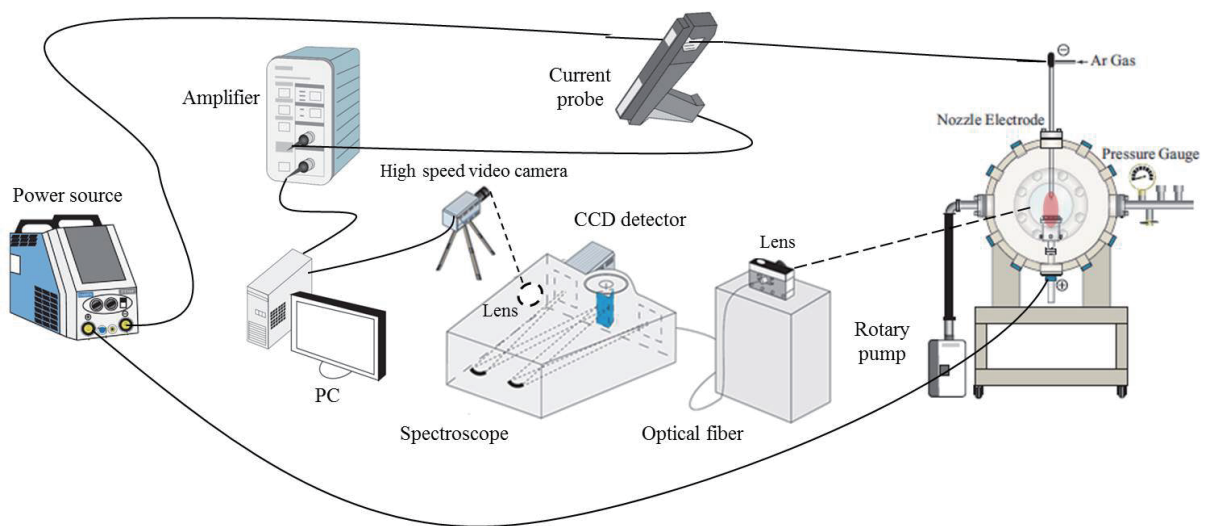 Ar Gas
Current
probe
Amplifier
Nozzle Electrode
Pressure Gauge
High speed video camera
Power source
CCD detector
Lens
Lens
Rotary
pump
PC
Spectroscope
Optical fiber